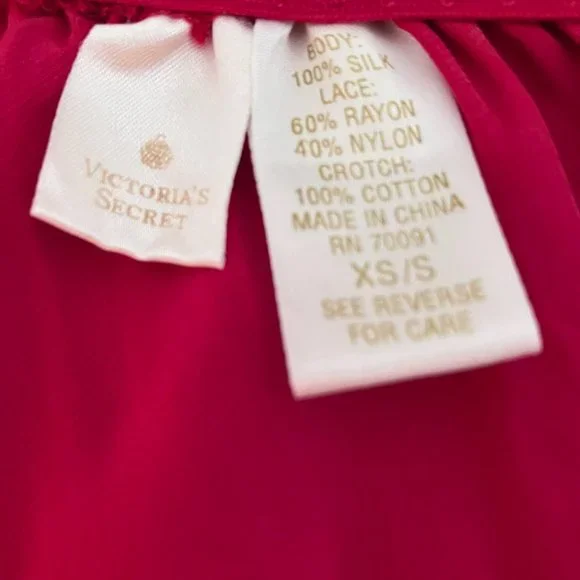 VICTORIA'S
SECRET
BODY:
100% SILK
LACE:
60% RAYON
40% NYLON
CROTCH:
100% COTTON
MADE IN CHINA
RN 70091
XS/S
SEE REVERSE
FOR CARE